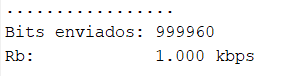 .................
Bits enviados: 999960
Rb:            1.000 kbps